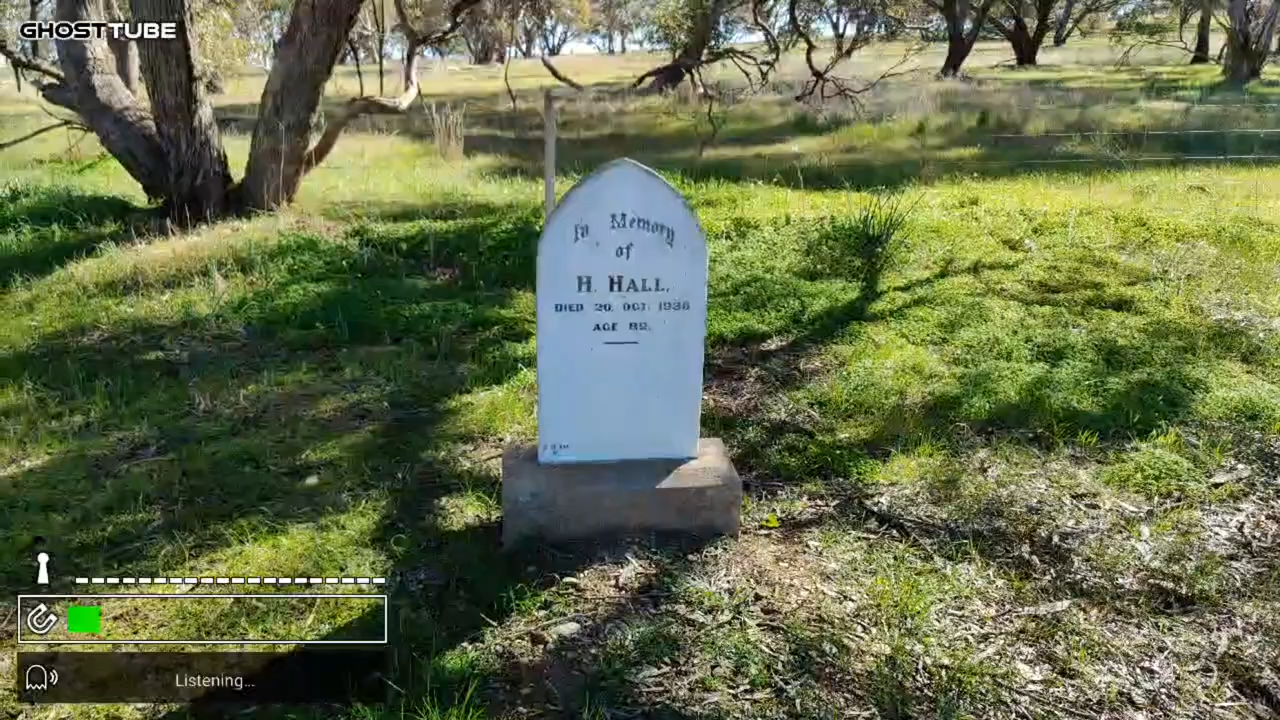 GHOSTTUBE
In Memory
of
H. HALL.
DIED 20. OCT. 1938
AGE 82.
Listening...